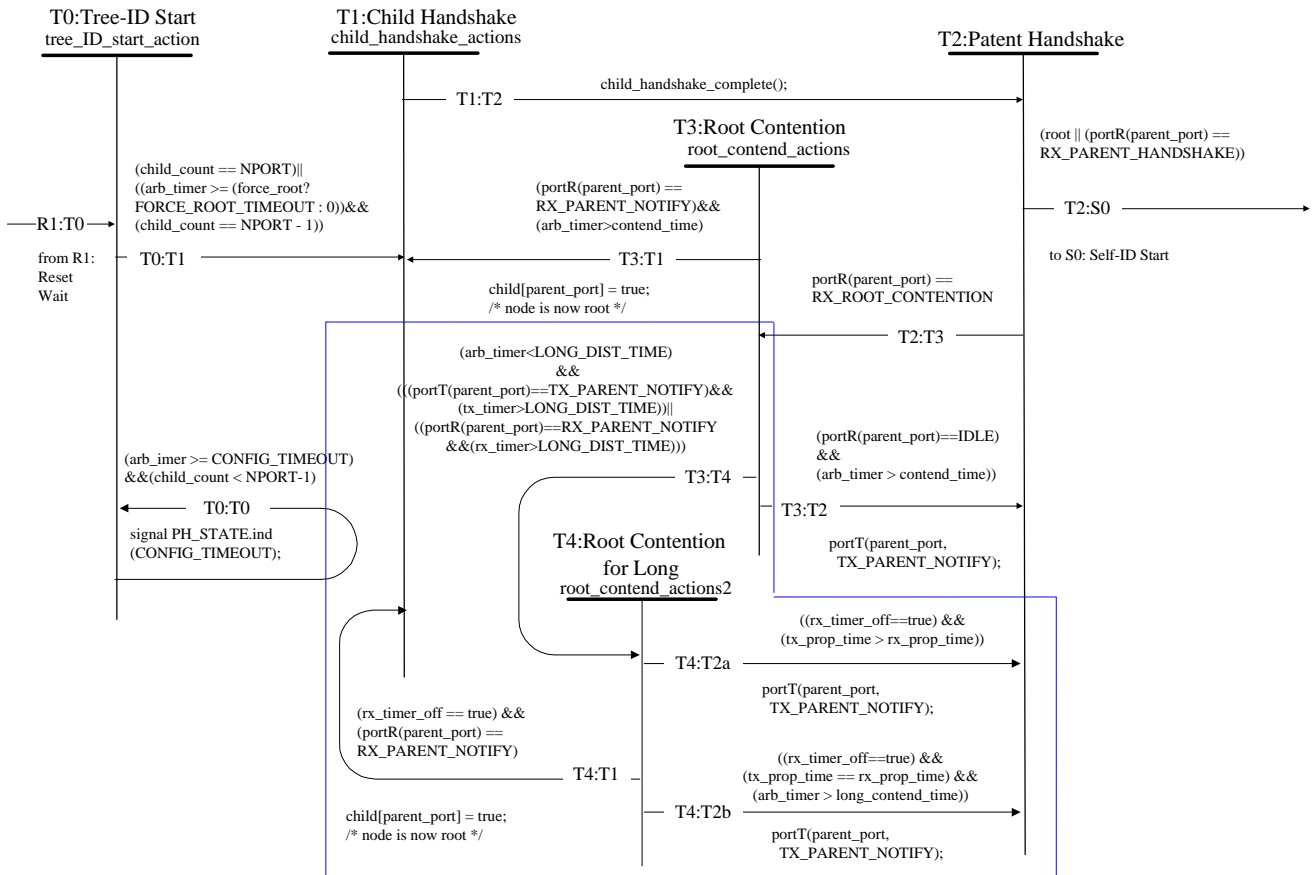 T0:Tree-ID Start
tree_ID_start_action
T1:Child Handshake
child_handshake_actions
T2:Patent Handshake
T1:T2
child_handshake_complete();
T3:Root Contention
root_contend_actions
(root || (portR(parent_port) ==
RX_PARENT_HANDSHAKE))
(child_count == NPORT)||
((arb_timer >= (force_root?
FORCE_ROOT_TIMEOUT : 0))&&
(child_count == NPORT - 1))
(portR(parent_port) ==
RX_PARENT_NOTIFY)&&
(arb_timer>contend_time)
R1:T0
T2:S0
from R1:
Reset
Wait
T0:T1
T3:T1
to S0: Self-ID Start
child[parent_port] = true;
/* node is now root */
portR(parent_port) ==
RX_ROOT_CONTENTION
T2:T3
(arb_timer<LONG_DIST_TIME)
&&
(((portT(parent_port)==TX_PARENT_NOTIFY)&&
(tx_timer>LONG_DIST_TIME))||
((portR(parent_port)==RX_PARENT_NOTIFY
&&(rx_timer>LONG_DIST_TIME)))
(portR(parent_port)==IDLE)
&&
(arb_timer > contend_time))
(arb_imer >= CONFIG_TIMEOUT)
&&(child_count < NPORT-1)
T3:T4
T0:T0
T3:T2
signal PH_STATE.ind
(CONFIG_TIMEOUT);
T4:Root Contention
for Long
root_contend_actions2
portT(parent_port,
TX_PARENT_NOTIFY);
((rx_timer_off==true) &&
(tx_prop_time > rx_prop_time))
T4:T2a
portT(parent_port,
TX_PARENT_NOTIFY);
(rx_timer_off == true) &&
(portR(parent_port) ==
RX_PARENT_NOTIFY)
T4:T1
((rx_timer_off==true) &&
(tx_prop_time == rx_prop_time) &&
(arb_timer > long_contend_time))
T4:T2b
child[parent_port] = true;
/* node is now root */
portT(parent_port,
TX_PARENT_NOTIFY);